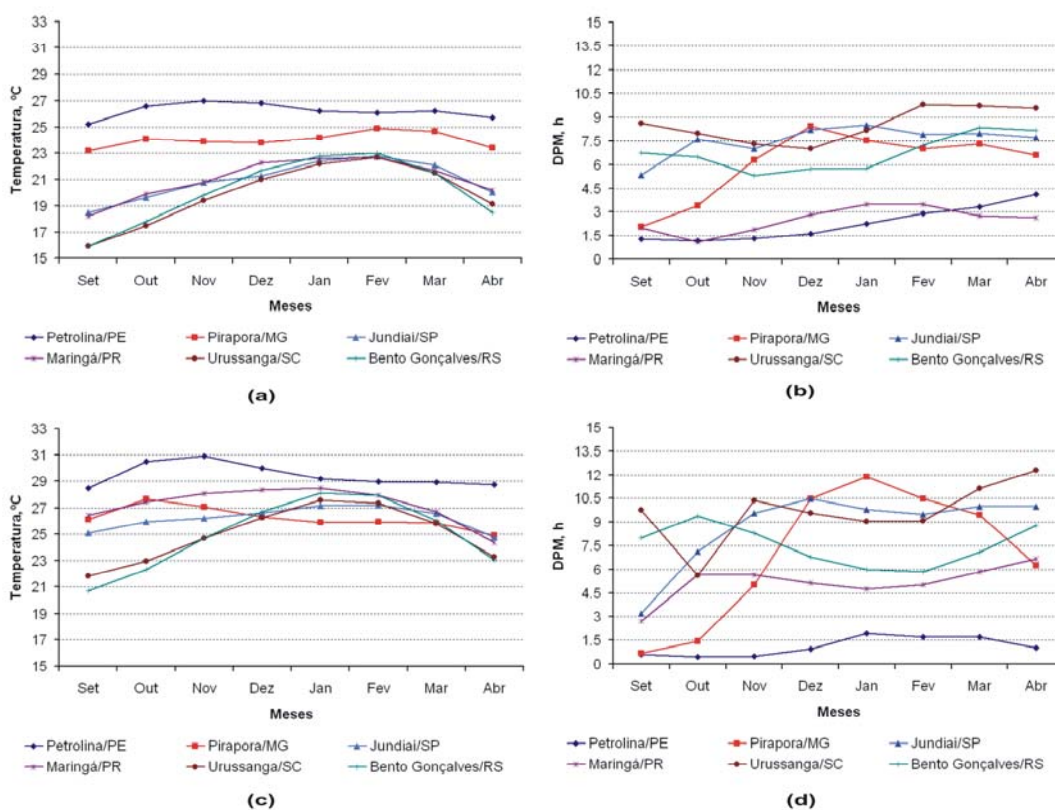 33
31
29
27
25
23
21
19
17
15
Temperatura, ºC
Set Out Nov Dez Jan Fev Mar Abr
Meses
Petrolina/PE Pirapora/MG Jundiaí/SP
Maringá/PR Urussanga/SC Bento Gonçalves/RS
(a)
15
13.5
12
10.5
9
7.5
6
4.5
3
1.5
0
DPM, h
Set Out Nov Dez Jan Fev Mar Abr
Meses
Petrolina/PE Pirapora/MG Jundiaí/SP
Maringá/PR Urussanga/SC Bento Gonçalves/RS
(b)
33
31
29
27
25
23
21
19
17
15
Temperatura,ºC
Set Out Nov Dez Jan Fev Mar Abr
Meses
Petrolina/PE Pirapora/MG Jundiaí/SP
Maringá/PR Urussanga/SC Bento Gonçalves/RS
(c)
15
13.5
12
10.5
9
7.5
6
4.5
3
1.5
0
DPM, h
Set Out Nov Dez Jan Fev Mar Abr
Meses
Petrolina/PE Pirapora/MG Jundiaí/SP
Maringá/PR Urussanga/SC Bento Gonçalves/RS
(d)